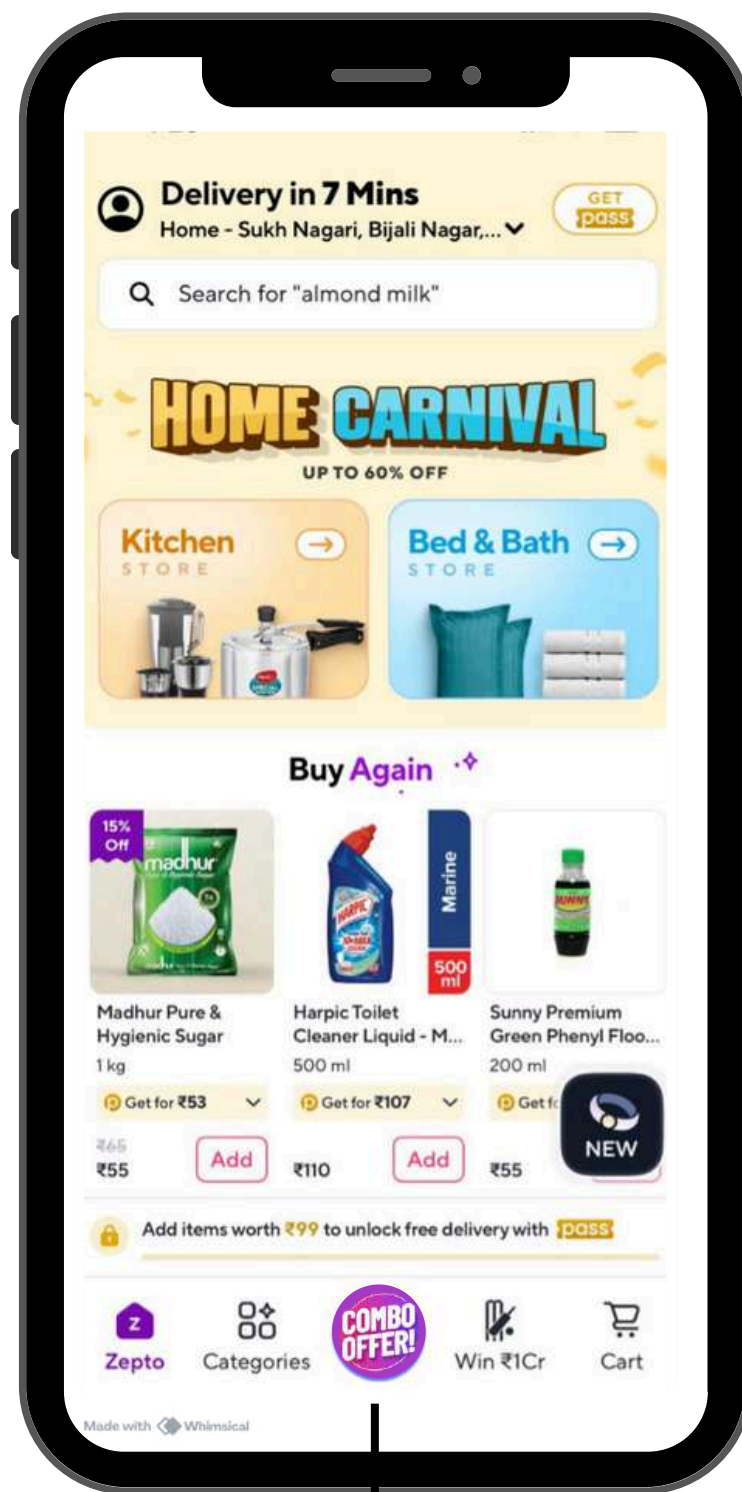 Delivery in 7 Mins
Home - Sukh Nagari, Bijali Nagar,...
GET
pass
Search for "almond milk"
HOME CARNIVAL
UP TO 60% OFF
Kitchen
STORE
Bed & Bath
STORE
Buy Again
15%
Off
madhur
HARPIC
Marine
500
ml
SUNNY
Madhur Pure &
Hygienic Sugar
1 kg
Harpic Toilet
Cleaner Liquid - M...
500 ml
Sunny Premium
Green Phenyl Floo...
200 ml
Get for ₹53
Get for ₹107
Get fo
NEW
₹65
₹55
Add
₹110
Add
₹55
Add items worth ₹99 to unlock free delivery with pass
Z
COMBO
OFFER!
Zepto
Categories
Win ₹1Cr
Cart
Made with Whimsical